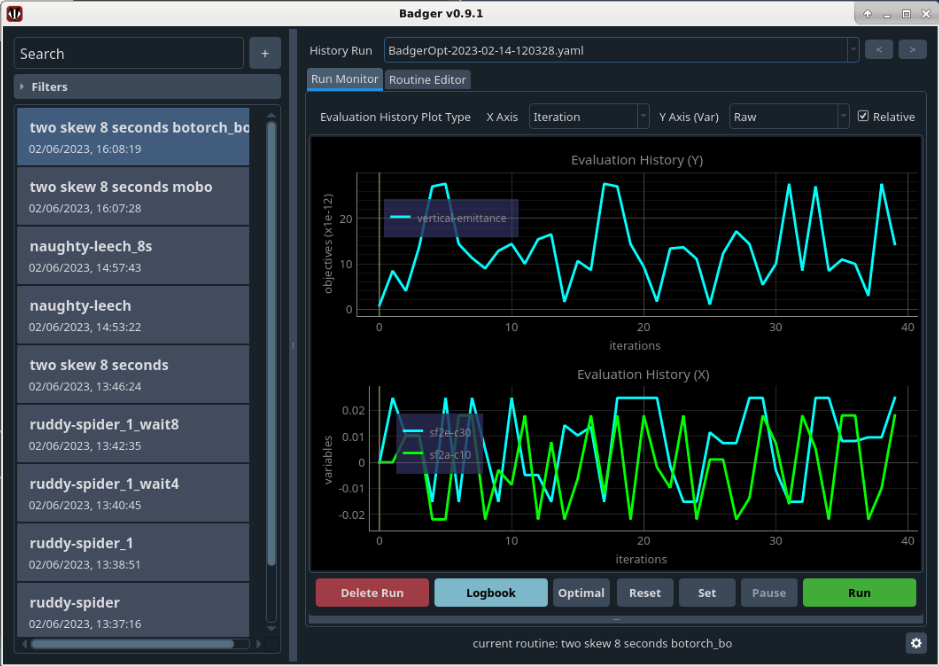 Badger v0.9.1
Search
+
Filters
two skew 8 seconds botorch_bo
02/06/2023, 16:08:19
two skew 8 seconds mobo
02/06/2023, 16:07:28
naughty-leech_8s
02/06/2023, 14:57:43
naughty-leech
02/06/2023, 14:53:22
two skew 8 seconds
02/06/2023, 13:46:24
ruddy-spider_1_wait8
02/06/2023, 13:42:35
ruddy-spider_1_wait4
02/06/2023, 13:40:45
ruddy-spider_1
02/06/2023, 13:38:51
ruddy-spider
02/06/2023, 13:37:16
History Run BadgerOpt-2023-02-14-120328.yaml < >
Run Monitor Routine Editor
Evaluation History Plot Type X Axis Iteration Y Axis (Var) Raw Relative
Evaluation History (Y)
objectives (x1e-12)
20
10
0
vertical-emittance
0 10 20 30 40
iterations
Evaluation History (X)
variables
0.02
0.01
0
-0.01
-0.02
sf2e-c30
sf2a-c10
0 10 20 30 40
iterations
Delete Run Logbook Optimal Reset Set Pause Run
current routine: two skew 8 seconds botorch_bo